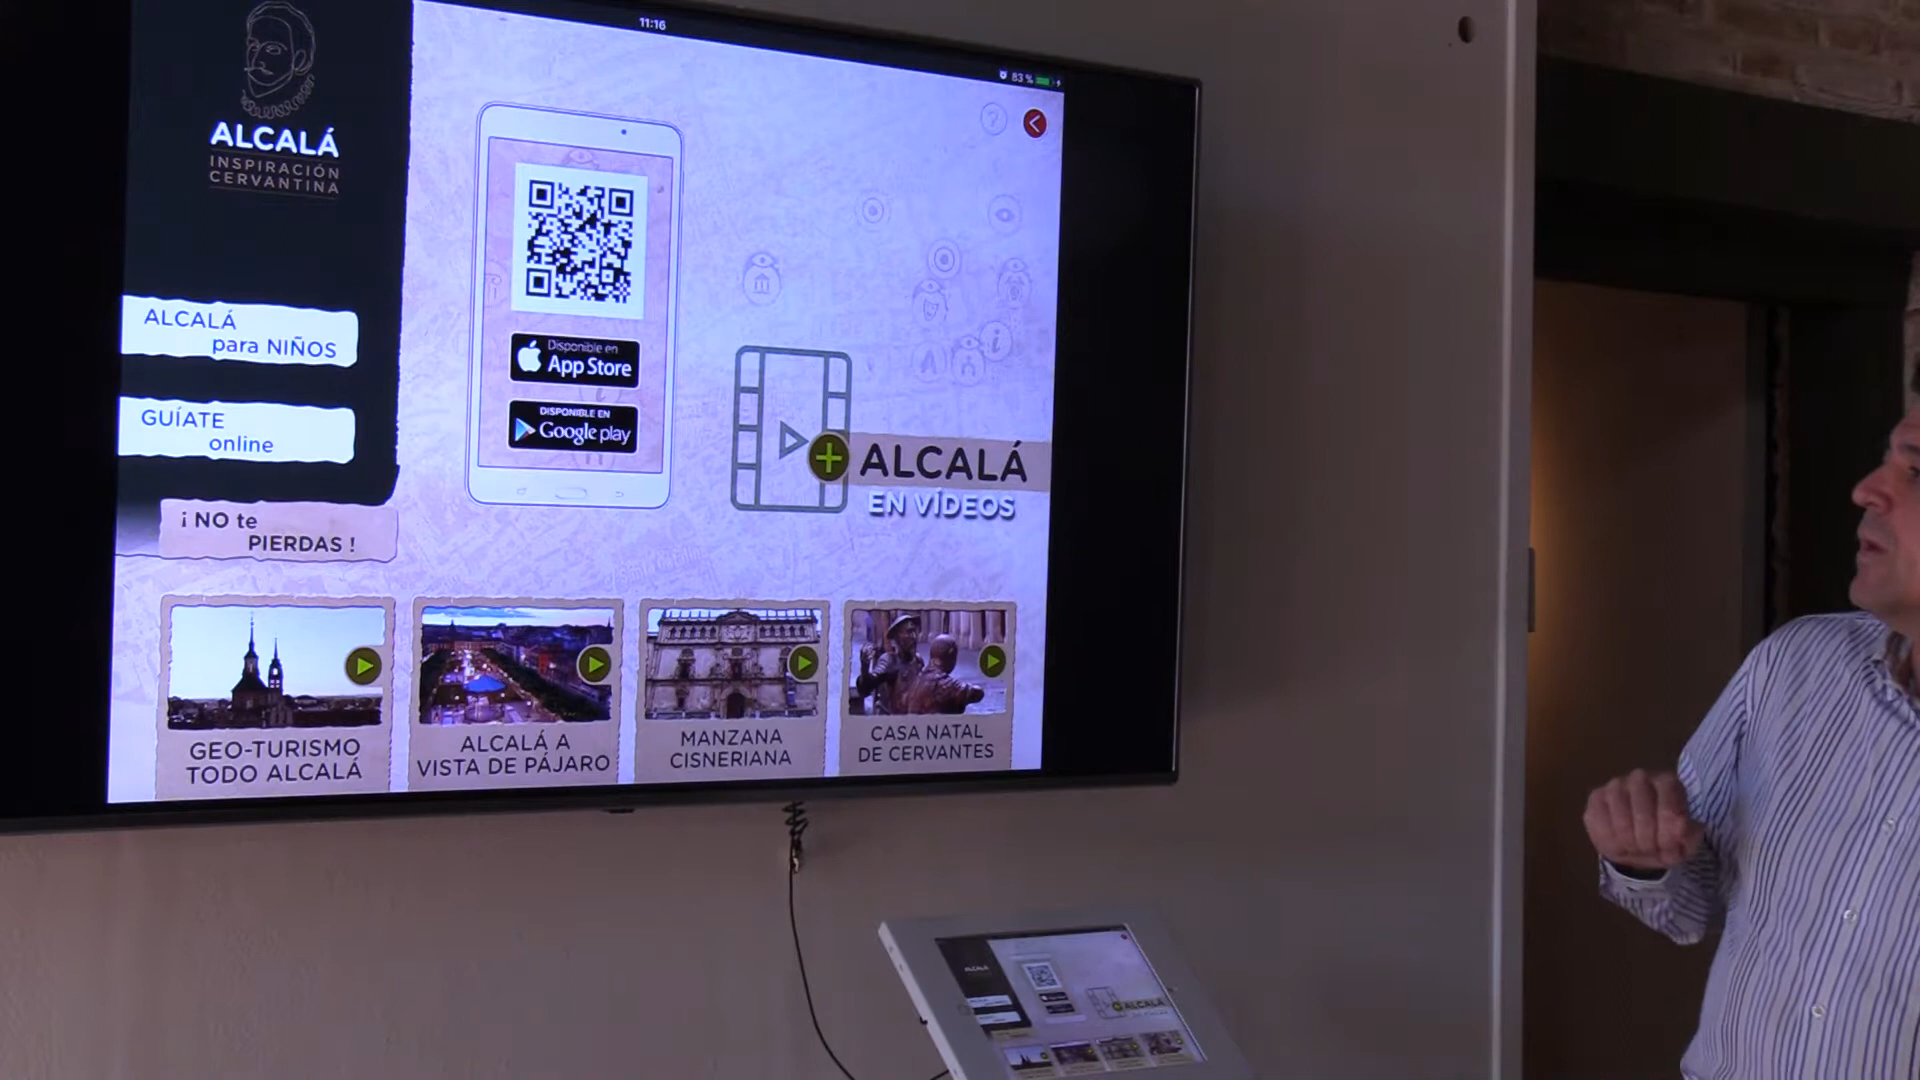 11:16
83 %
ALCALÁ
INSPIRACIÓN
CERVANTINA
?
Disponible en
App Store
DISPONIBLE EN
Google play
ALCALÁ
para NIÑOS
GUÍATE
online
¡ NO te
PIERDAS !
ALCALÁ
EN VÍDEOS
GEO-TURISMO
TODO ALCALÁ
ALCALÁ A
VISTA DE PÁJARO
MANZANA
CISNERIANA
CASA NATAL
DE CERVANTES
ALCALÁ
ALCALÁ